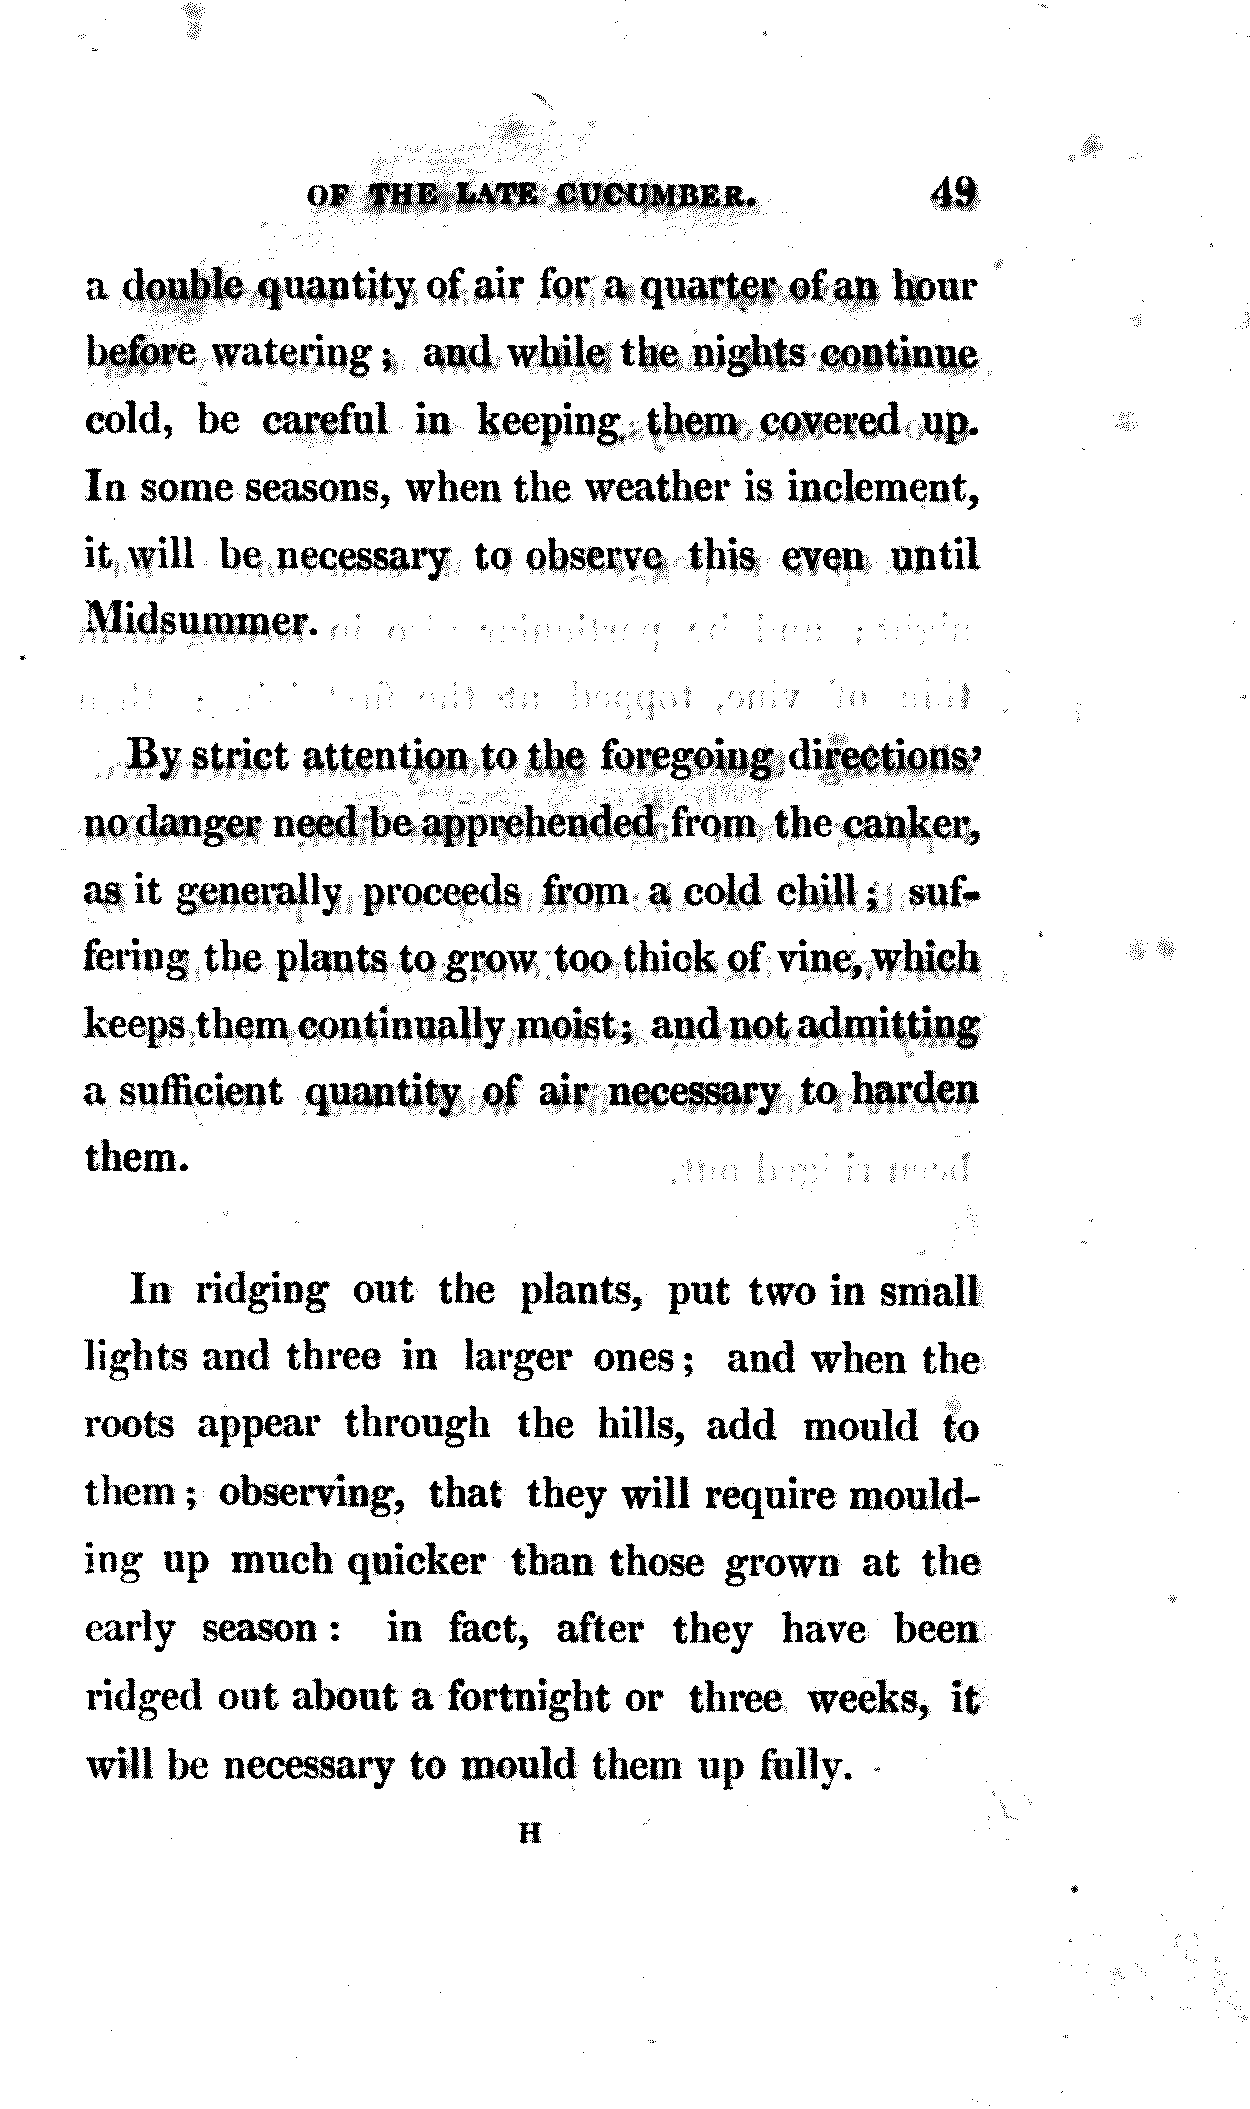 OF THE LATE CUCUMBER. 49
a double quantity of air for a quarter of an hour
before watering; and while the nights continue
cold, be careful in keeping them covered up.
In some seasons, when the weather is inclement,
it will be necessary to observe this even until
Midsummer.
By strict attention to the foregoing directions'
no danger need be apprehended from the canker,
as it generally proceeds from a cold chill; suf-
fering the plants to grow too thick of vine, which
keeps them continually moist; and not admitting
a sufficient quantity of air necessary to harden
them.
In ridging out the plants, put two in small
lights and three in larger ones; and when the
roots appear through the hills, add mould to
them; observing, that they will require mould-
ing up much quicker than those grown at the
early season: in fact, after they have been
ridged out about a fortnight or three weeks, it
will be necessary to mould them up fully.
H